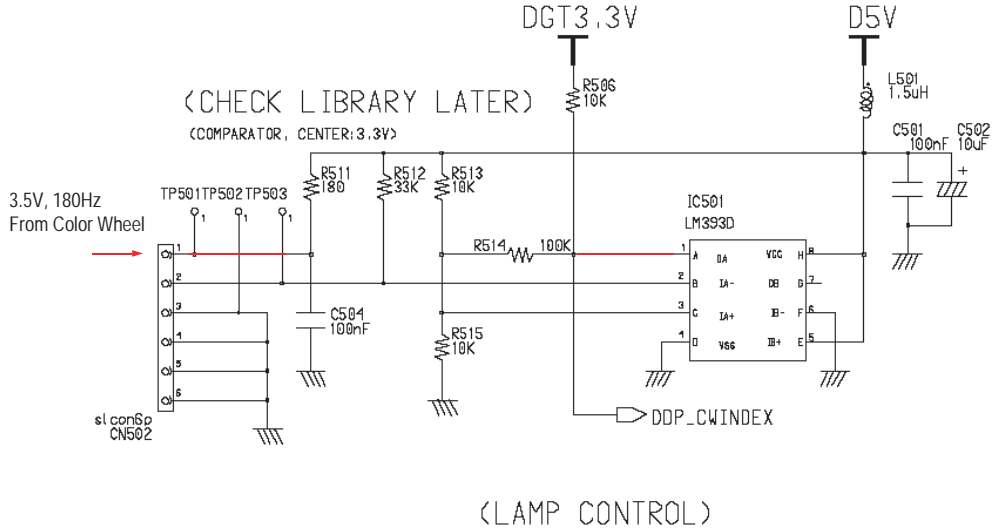 DGT3.3V
D5V
R506
10K
L501
1.5uH
(CHECK LIBRARY LATER)
(COMPARATOR, CENTER:3.3V)
C501
100nF
C502
10uF
+
R511
180
R512
33K
R513
10K
3.5V, 180Hz
From Color Wheel
TP501 TP502 TP503
1 1 1
IC501
LM393D
R514 100K
1 A OA VCC H 8
2 B IA- OB G 7
3 C IA+ IB- F 6
4 D VSS IB+ E 5
1
2
3
4
5
6
C504
100nF
R515
10K
slcon6p
CN502
DDP_CWINDEX
(LAMP CONTROL)